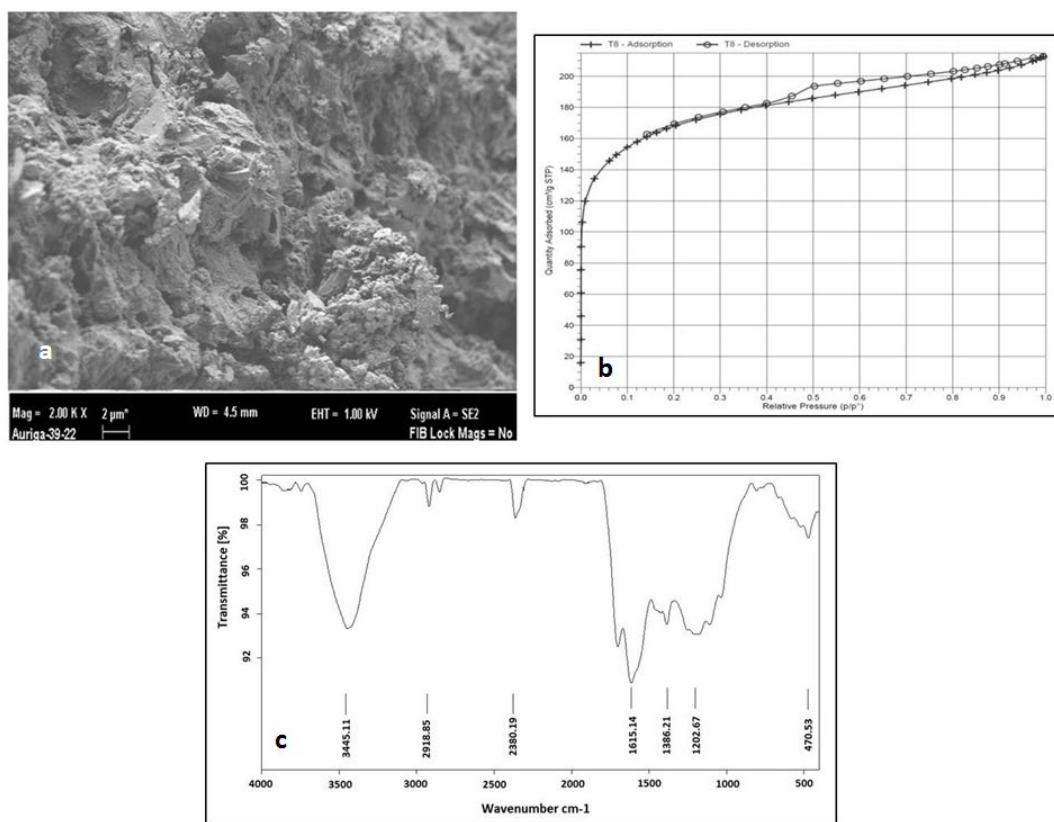 a
Mag = 2.00 K X
2 µm*
WD = 4.5 mm
EHT = 1.00 kV
Signal A = SE2
Auriga-39-22
FIB Lock Mags = No
T8 - Adsorption
T8 - Desorption
Quantity Adsorbed (cm³/g STP)
200
180
160
140
120
100
80
60
40
20
0
b
0.0 0.1 0.2 0.3 0.4 0.5 0.6 0.7 0.8 0.9 1.0
Relative Pressure (p/p°)
Transmittance [%]
100
98
96
94
92
c
3445.11
2918.85
2380.19
1615.14
1386.21
1202.67
470.53
4000 3500 3000 2500 2000 1500 1000 500
Wavenumber cm-1